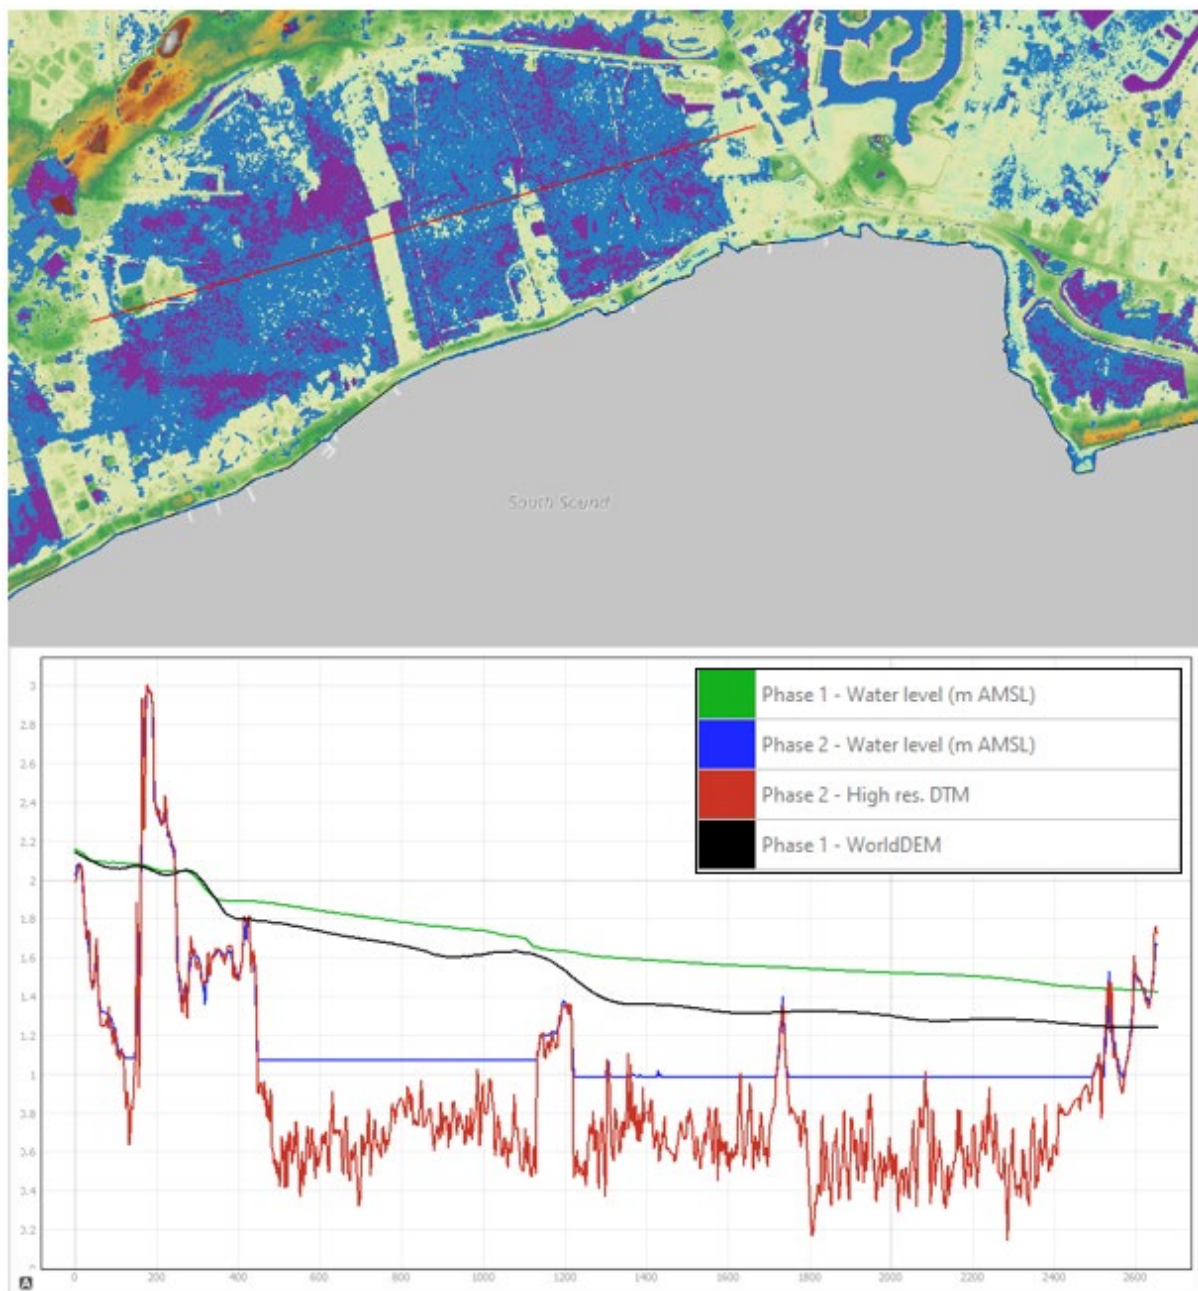 South Sound
Phase 1 - Water level (m AMSL)
Phase 2 - Water level (m AMSL)
Phase 2 - High res. DTM
Phase 1 - WorldDEM
3
2.8
2.6
2.4
2.2
2
1.8
1.6
1.4
1.2
1
0
A
0 200 400 600 800 1000 1200 1400 1600 1800 2000 2200 2400 2600